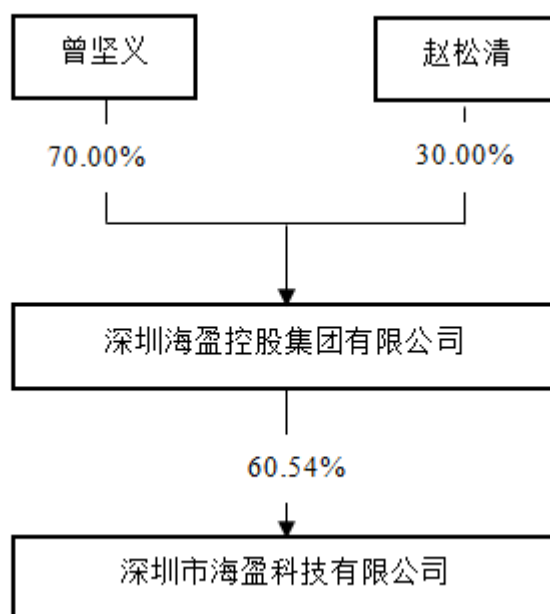 曾坚义
赵松清
70.00%
30.00%
深圳海盈控股集团有限公司
60.54%
深圳市海盈科技有限公司